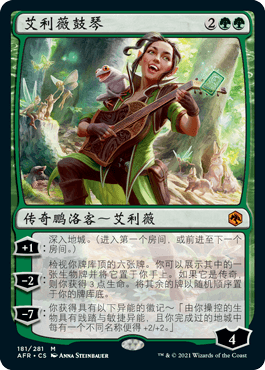 艾利薇鼓琴 2
传奇鹏洛客～艾利薇
+1：深入地城。（进入第一个房间，或前进至下一个房间。）
-2：检视你牌库顶的六张牌。你可以展示其中的一张生物牌并将它置于你手上。如果它是传奇，则你获得3点生命。将其余的牌以随机顺序置于你的牌库底。
-7：你获得具有以下异能的徽记～「由你操控的生物具有践踏与敏捷异能，且你完成过的地城中每有一个不同名称便得+2/+2。」
4
181/281 M
AFR • CS ANNA STEINBAUER
™ & © 2021 Wizards of the Coast